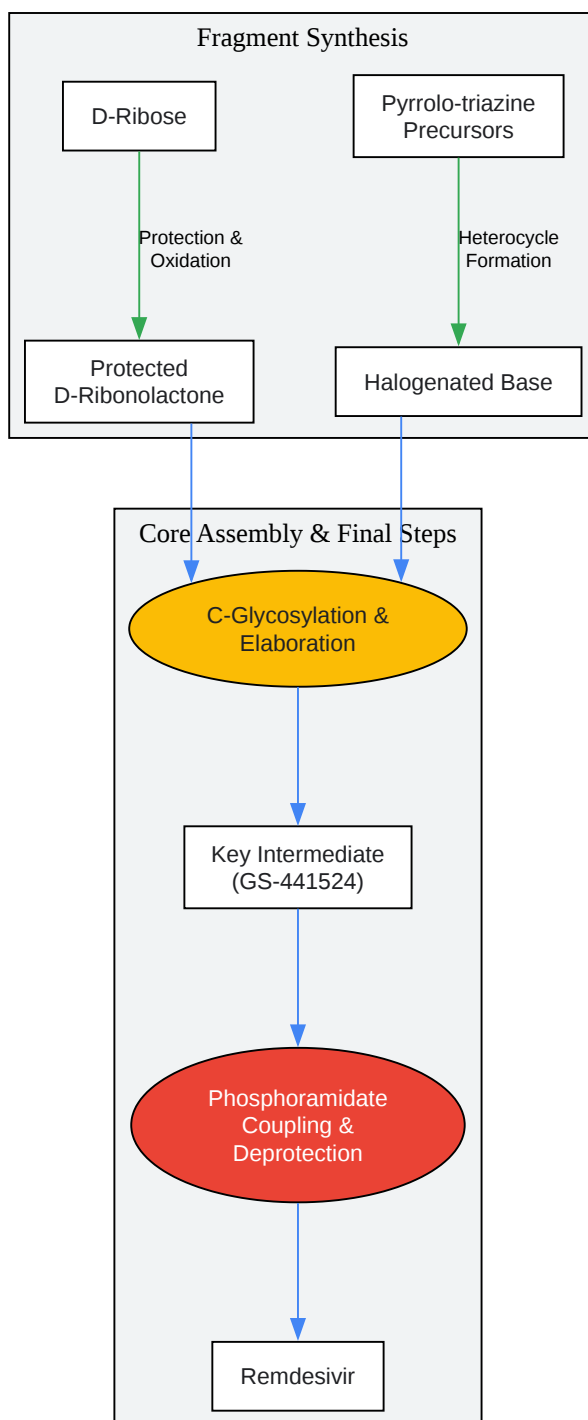 Fragment Synthesis
D-Ribose
Pyrrolo-triazine
Precursors
Protection &
Oxidation
Heterocycle
Formation
Protected
D-Ribonolactone
Halogenated Base
Core Assembly & Final Steps
C-Glycosylation &
Elaboration
Key Intermediate
(GS-441524)
Phosphoramidate
Coupling &
Deprotection
Remdesivir